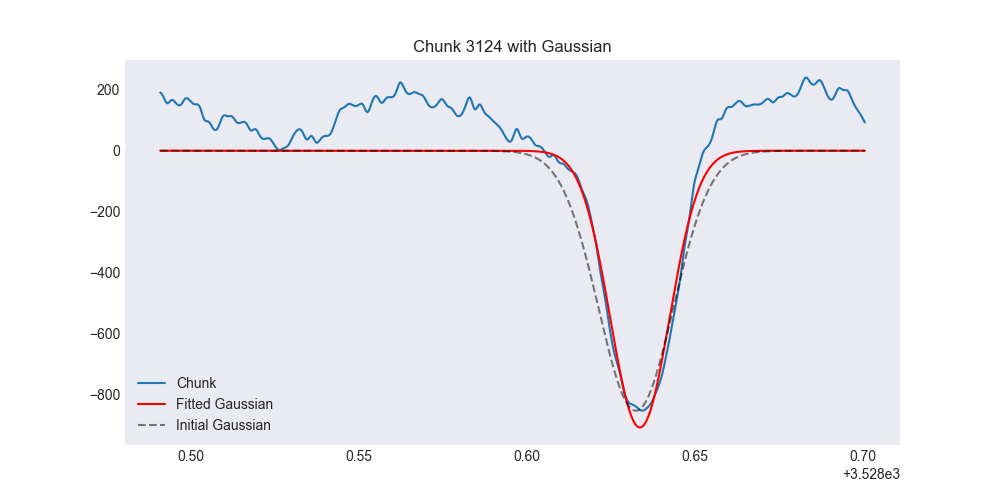 Chunk 3124 with Gaussian
200
0
−200
−400
−600
−800
Chunk
Fitted Gaussian
Initial Gaussian
0.50 0.55 0.60 0.65 0.70
+3.528e3